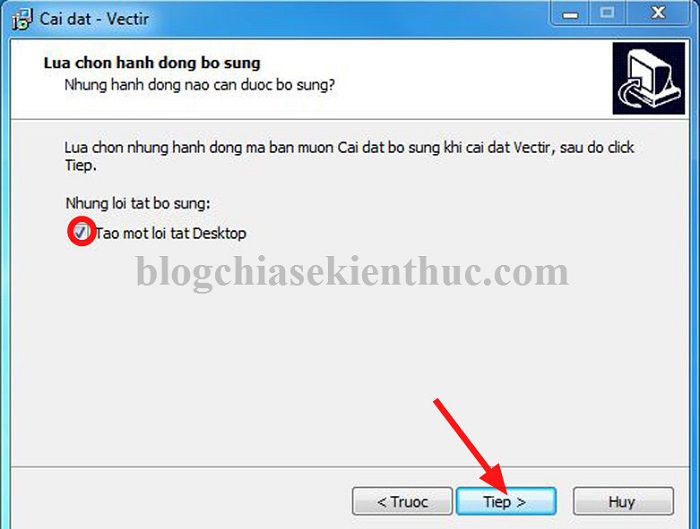 Cai dat - Vectir
Lua chon hanh dong bo sung
Nhung hanh dong nao can duoc bo sung?
Lua chon nhung hanh dong ma ban muon Cai dat bo sung khi cai dat Vectir, sau do click
Tiep.
Nhung loi tat bo sung:
Tao mot loi tat Desktop
blogchiasekienthuc.com
< Truoc
Tiep >
Huy